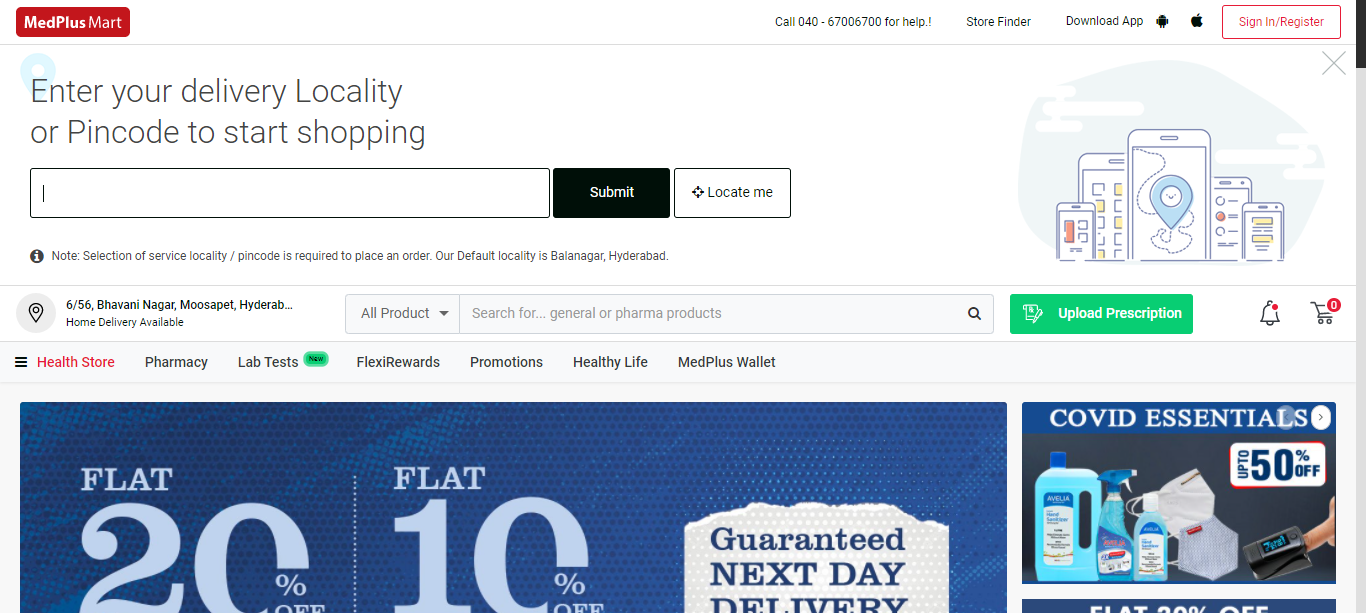 MedPlus Mart
Call 040 - 67006700 for help.!
Store Finder
Download App
Sign In/Register
Enter your delivery Locality
or Pincode to start shopping
Submit
Locate me
Note: Selection of service locality / pincode is required to place an order. Our Default locality is Balanagar, Hyderabad.
6/56, Bhavani Nagar, Moosapet, Hyderab...
Home Delivery Available
All Product
Search for... general or pharma products
Upload Prescription
0
Health Store
Pharmacy
Lab Tests New
FlexiRewards
Promotions
Healthy Life
MedPlus Wallet
FLAT
20%
OFF
FLAT
10%
OFF
Guaranteed
NEXT DAY
DELIVERY
COVID ESSENTIALS
UPTO 50% OFF
AVELIA
Hand
Sanitizer
FLAT 20% OFF